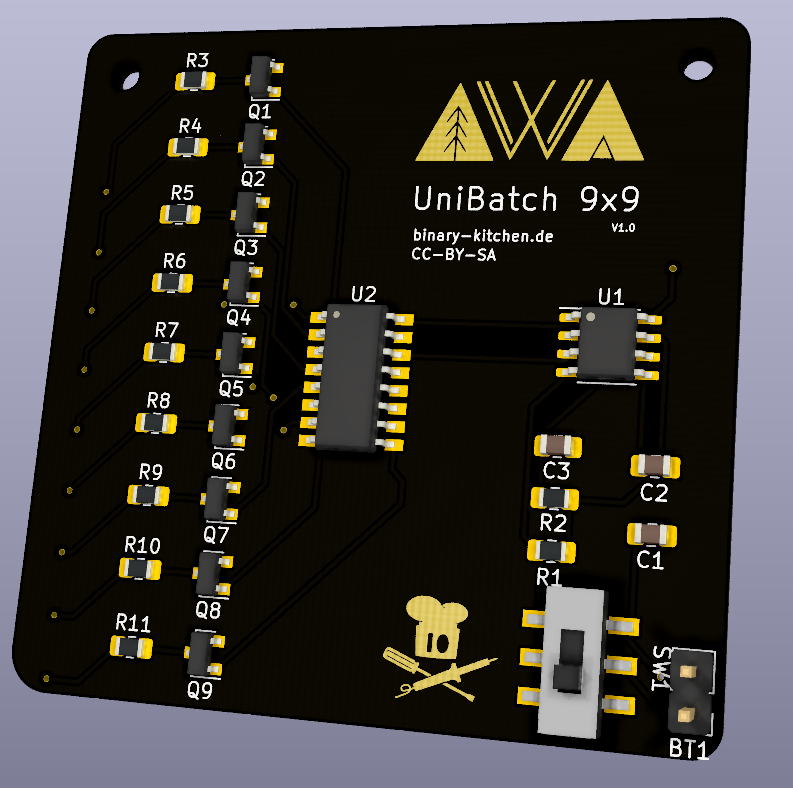 R3
Q1
R4
Q2
R5
Q3
R6
Q4
R7
Q5
R8
Q6
R9
Q7
R10
Q8
R11
Q9
UniBatch 9x9
V1.0
binary-kitchen.de
CC-BY-SA
U2
U1
C3
C2
R2
C1
R1
SW1
BT1